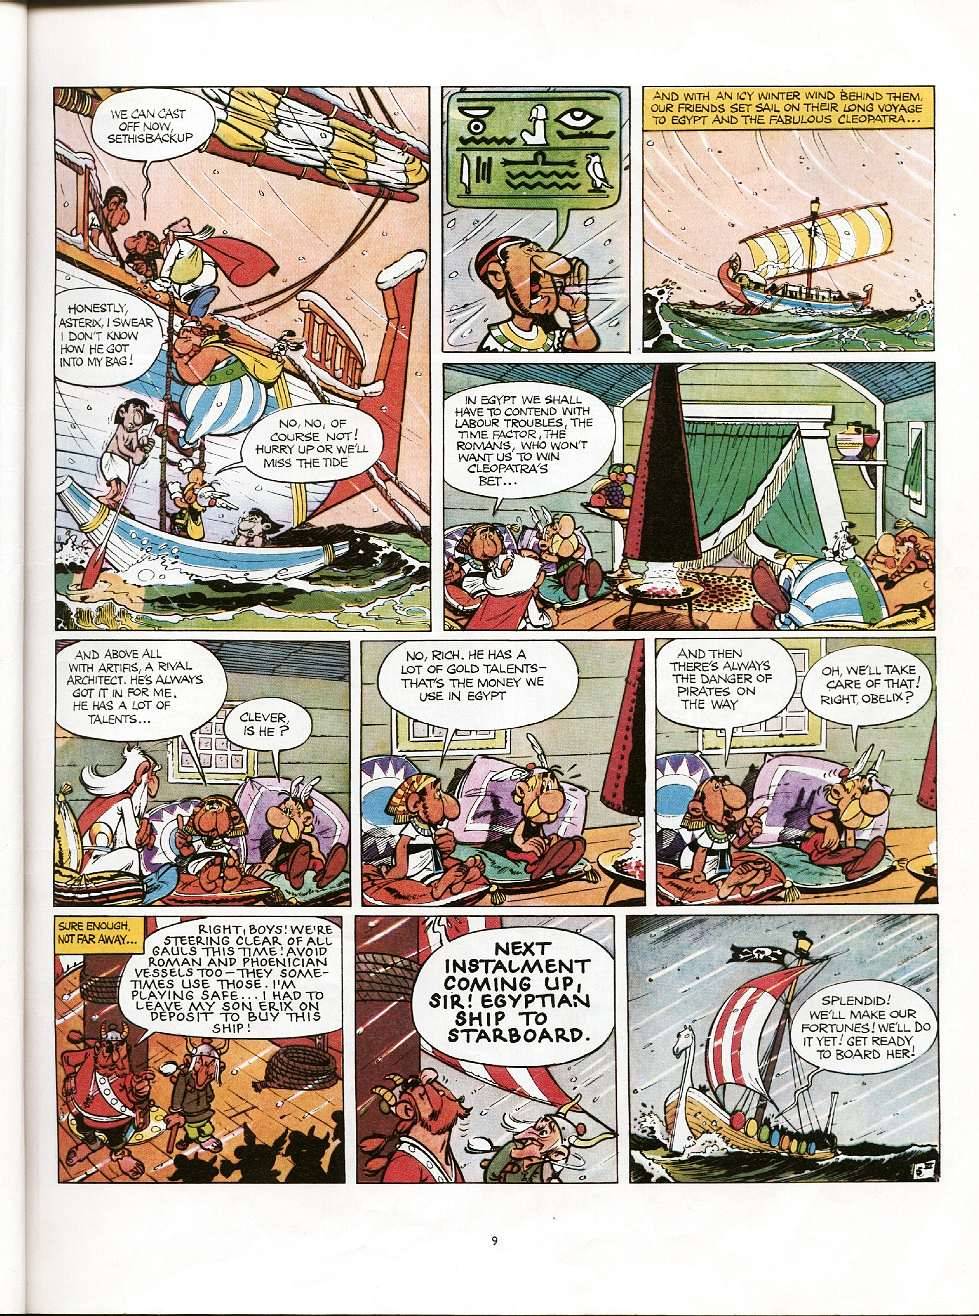 WE CAN CAST
OFF NOW,
SETHISBACKUP
HONESTLY,
ASTERIX, I SWEAR
I DON'T KNOW
HOW HE GOT
INTO MY BAG!
NO, NO, OF
COURSE NOT!
HURRY UP OR WE'LL
MISS THE TIDE
AND WITH AN ICY WINTER WIND BEHIND THEM,
OUR FRIENDS SET SAIL ON THEIR LONG VOYAGE
TO EGYPT AND THE FABULOUS CLEOPATRA...
IN EGYPT WE SHALL
HAVE TO CONTEND WITH
LABOUR TROUBLES, THE
TIME FACTOR, THE
ROMANS, WHO WON'T
WANT US TO WIN
CLEOPATRA'S
BET...
AND ABOVE ALL
WITH ARTIFIS, A RIVAL
ARCHITECT. HE'S ALWAYS
GOT IT IN FOR ME.
HE HAS A LOT OF
TALENTS...
CLEVER,
IS HE?
NO, RICH. HE HAS A
LOT OF GOLD TALENTS—
THAT'S THE MONEY WE
USE IN EGYPT
AND THEN
THERE'S ALWAYS
THE DANGER OF
PIRATES ON
THE WAY
OH, WE'LL TAKE
CARE OF THAT!
RIGHT, OBELIX?
SURE ENOUGH,
NOT FAR AWAY...
RIGHT, BOYS! WE'RE
STEERING CLEAR OF ALL
GAULS THIS TIME! AVOID
ROMAN AND PHOENICIAN
VESSELS TOO—THEY SOME-
TIMES USE THOSE. I'M
PLAYING SAFE... I HAD TO
LEAVE MY SON ERIX ON
DEPOSIT TO BUY THIS
SHIP!
NEXT
INSTALMENT
COMING UP,
SIR! EGYPTIAN
SHIP TO
STARBOARD.
SPLENDID!
WE'LL MAKE OUR
FORTUNES! WE'LL DO
IT YET! GET READY
TO BOARD HER!
9